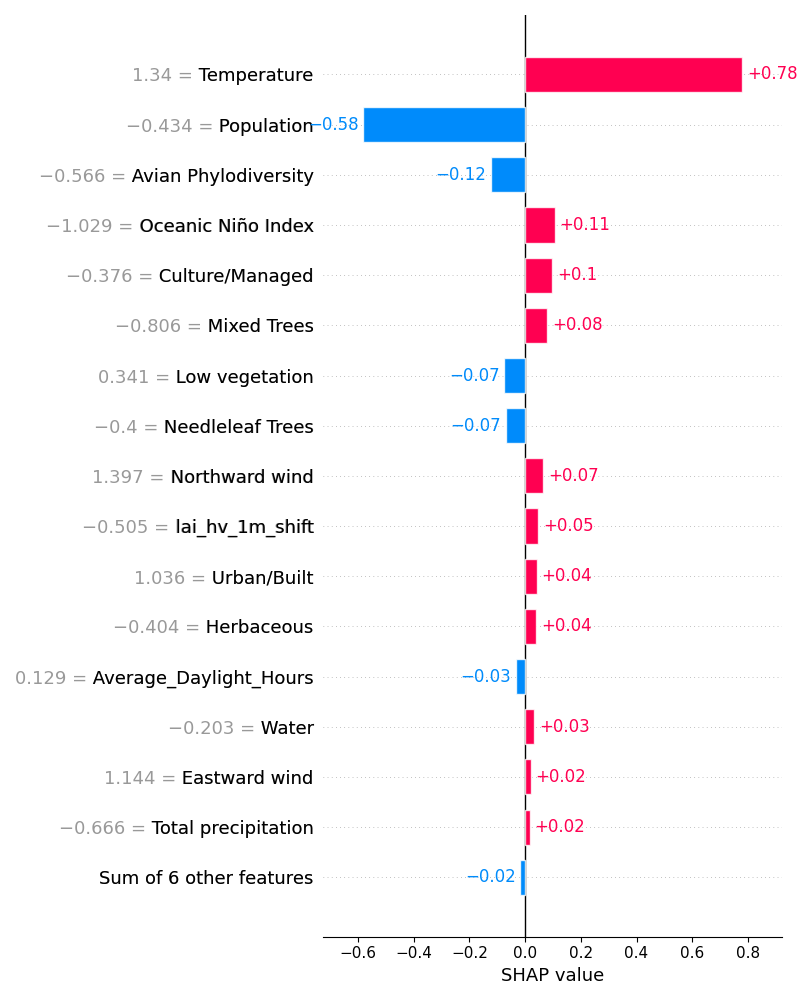 1.34 = Temperature +0.78
−0.434 = Population −0.58
−0.566 = Avian Phylodiversity −0.12
−1.029 = Oceanic Niño Index +0.11
−0.376 = Culture/Managed +0.1
−0.806 = Mixed Trees +0.08
0.341 = Low vegetation −0.07
−0.4 = Needleleaf Trees −0.07
1.397 = Northward wind +0.07
−0.505 = lai_hv_1m_shift +0.05
1.036 = Urban/Built +0.04
−0.404 = Herbaceous +0.04
0.129 = Average_Daylight_Hours −0.03
−0.203 = Water +0.03
1.144 = Eastward wind +0.02
−0.666 = Total precipitation +0.02
Sum of 6 other features −0.02
−0.6 −0.4 −0.2 0.0 0.2 0.4 0.6 0.8
SHAP value